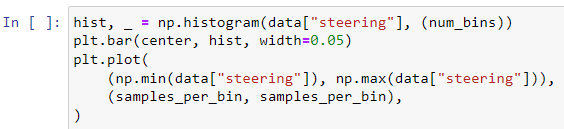 In [ ]: hist, _ = np.histogram(data["steering"], (num_bins))
plt.bar(center, hist, width=0.05)
plt.plot(
    (np.min(data["steering"]), np.max(data["steering"])),
    (samples_per_bin, samples_per_bin),
)